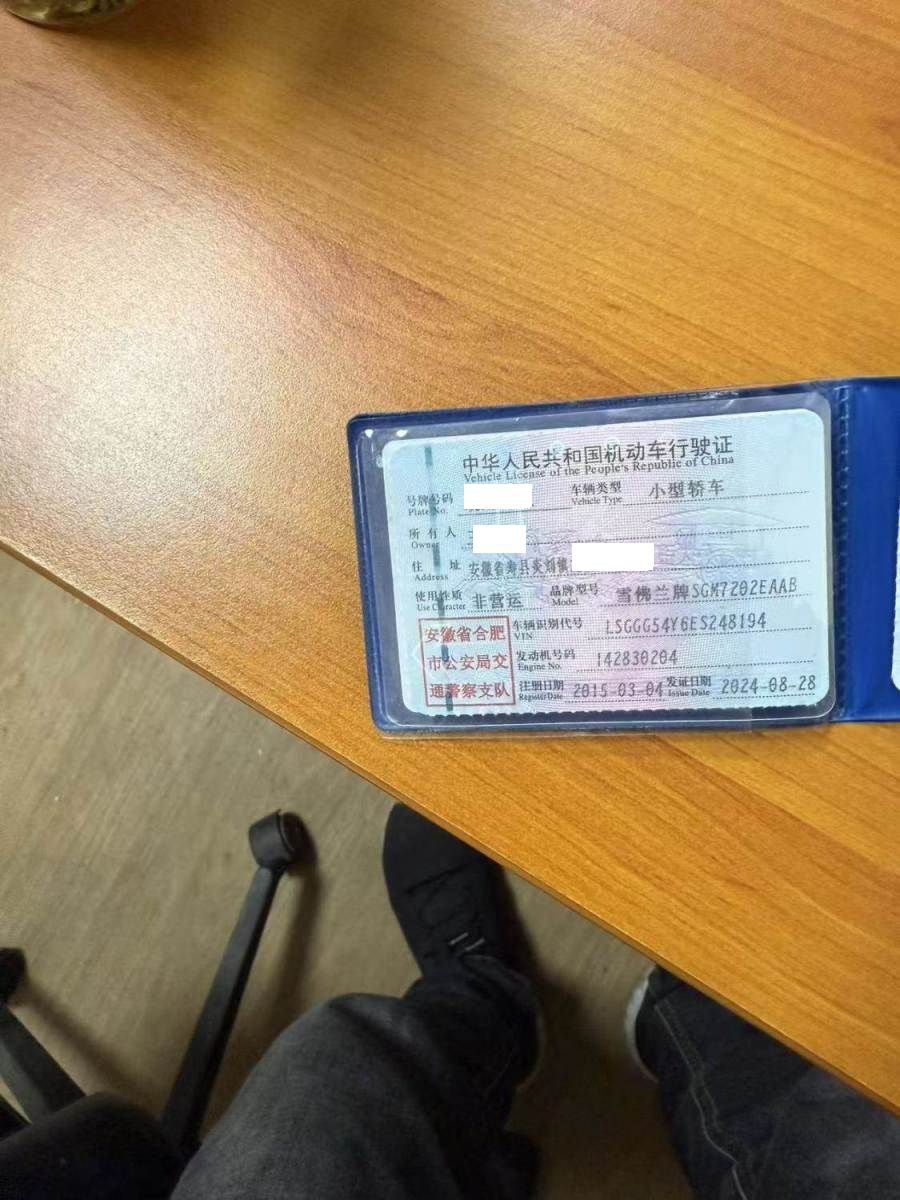 中华人民共和国机动车行驶证
Vehicle License of the People's Republic of China
号牌号码 车辆类型 小型轿车
Plate No. Vehicle Type
所有人
Owner
住址 安徽省寿县炎刘镇
Address
使用性质 非营运 品牌型号 雪佛兰牌SGM7202EAAB
Use Character Model
安徽省合肥
市公安局交
通警察支队
车辆识别代号 LSGGG54Y6ES248194
VIN
发动机号码 142830204
Engine No.
注册日期 2015-03-04 发证日期 2024-08-28
Register Date Issue Date